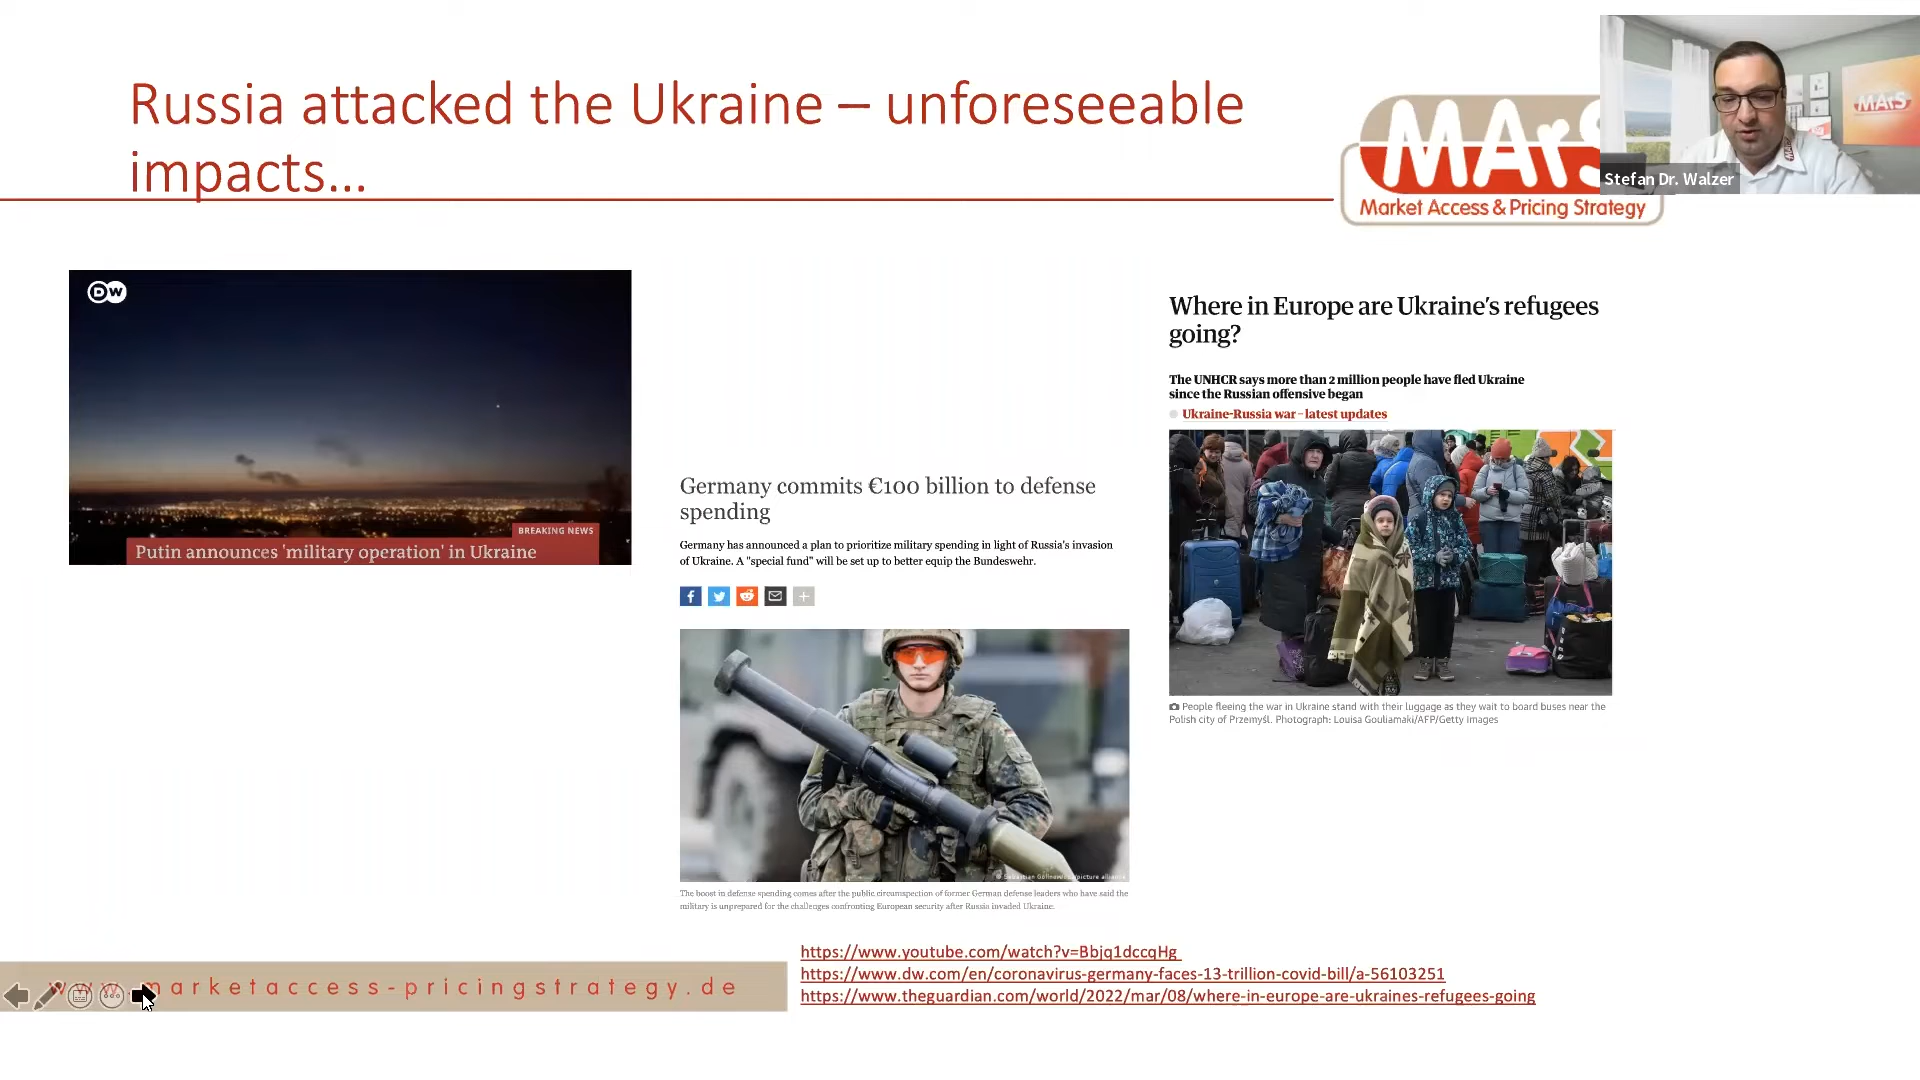 Russia attacked the Ukraine – unforeseeable
impacts...
MArS
Market Access & Pricing Strategy
MArS
Stefan Dr. Walzer
DW
BREAKING NEWS
Putin announces 'military operation' in Ukraine
Germany commits €100 billion to defense
spending
Germany has announced a plan to prioritize military spending in light of Russia's invasion
of Ukraine. A "special fund" will be set up to better equip the Bundeswehr.
The boost in defense spending comes after the public circumspection of former German defense leaders who have said the
military is unprepared for the challenges confronting European security after Russia invaded Ukraine.
Where in Europe are Ukraine's refugees
going?
The UNHCR says more than 2 million people have fled Ukraine
since the Russian offensive began
Ukraine-Russia war – latest updates
People fleeing the war in Ukraine stand with their luggage as they wait to board buses near the
Polish city of Przemyśl. Photograph: Louisa Gouliamaki/AFP/Getty Images
www.marketaccess-pricingstrategy.de
https://www.youtube.com/watch?v=Bbjq1dccqHg
https://www.dw.com/en/coronavirus-germany-faces-13-trillion-covid-bill/a-56103251
https://www.theguardian.com/world/2022/mar/08/where-in-europe-are-ukraines-refugees-going